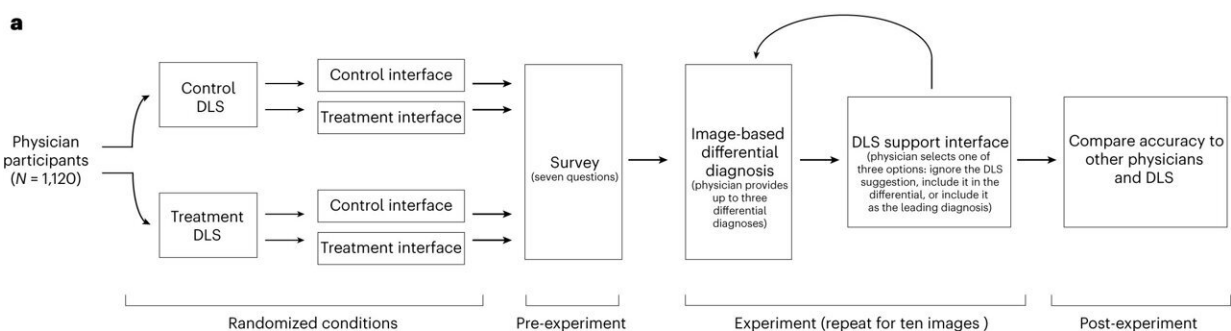 a
Physician
participants
(N = 1,120)
Control
DLS
Treatment
DLS
Control interface
Treatment interface
Control interface
Treatment interface
Survey
(seven questions)
Image-based
differential
diagnosis
(physician provides
up to three
differential
diagnoses)
DLS support interface
(physician selects one of
three options: ignore the DLS
suggestion, include it in the
differential, or include it
as the leading diagnosis)
Compare accuracy to
other physicians
and DLS
Randomized conditions
Pre-experiment
Experiment (repeat for ten images )
Post-experiment